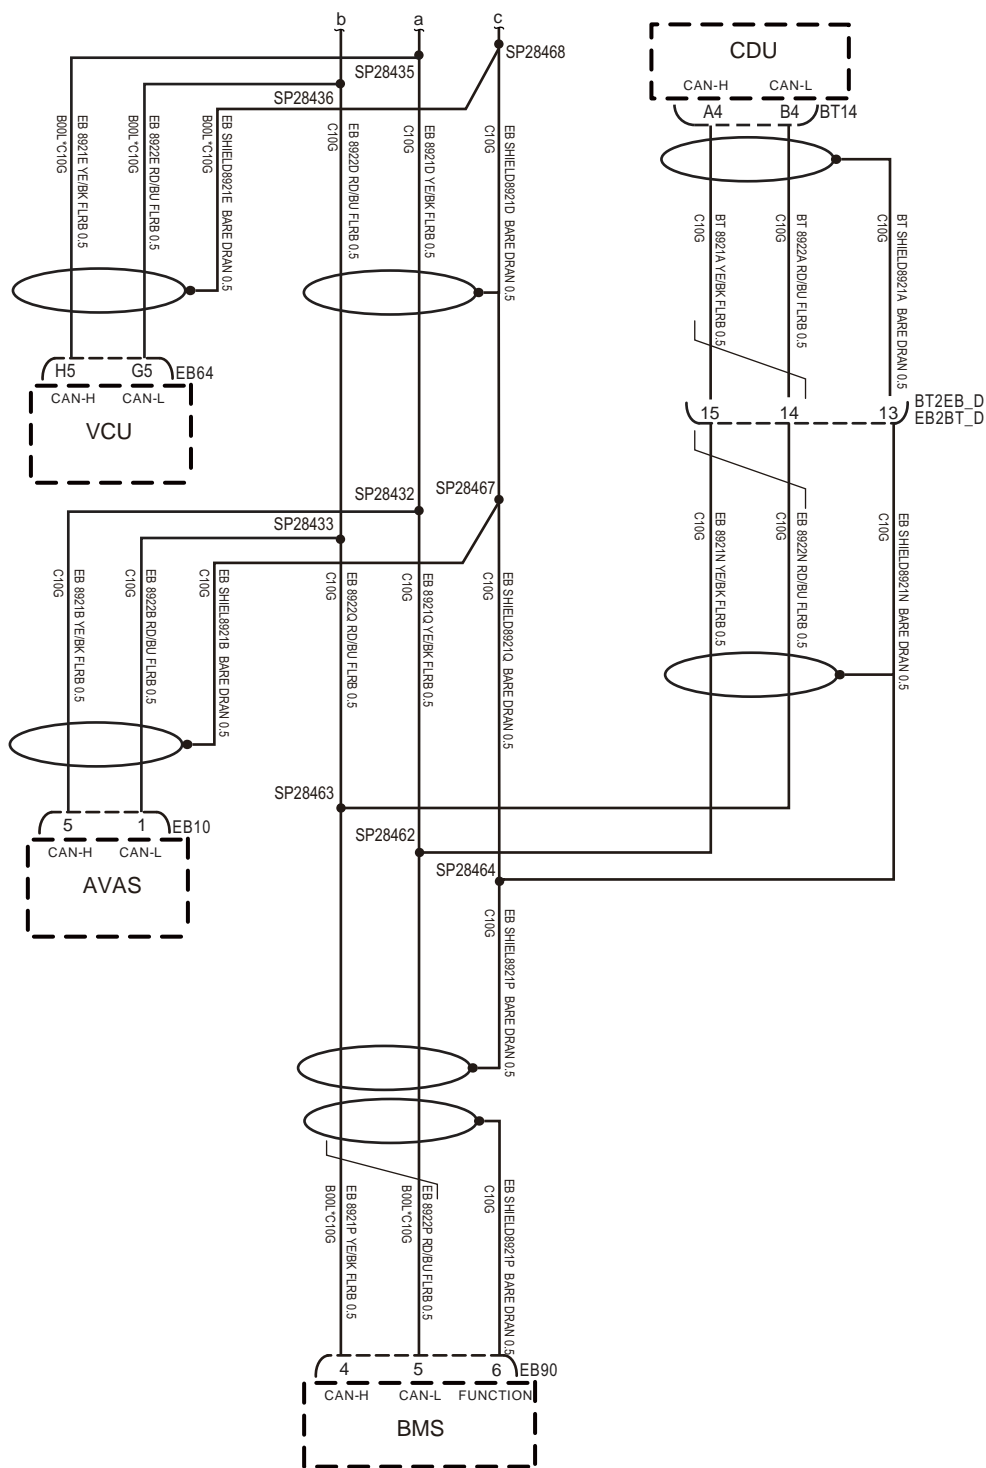 b
a
c
SP28468
SP28435
SP28436
CDU
CAN-H
CAN-L
A4
B4
BT14
EB 8921E YE/BK FLRB 0.5
B00L*C10G
EB 8922E RD/BU FLRB 0.5
B00L*C10G
EB SHIELD8921E BARE DRAN 0.5
B00L*C10G
EB 8922D RD/BU FLRB 0.5
C10G
EB 8921D YE/BK FLRB 0.5
C10G
EB SHIELD8921D BARE DRAN 0.5
C10G
BT 8921A YE/BK FLRB 0.5
C10G
BT 8922A RD/BU FLRB 0.5
C10G
BT SHIELD8921A BARE DRAN 0.5
C10G
H5
G5
EB64
CAN-H
CAN-L
VCU
15
14
13
BT2EB_D
EB2BT_D
SP28432
SP28467
SP28433
EB 8921B YE/BK FLRB 0.5
C10G
EB 8922B RD/BU FLRB 0.5
C10G
EB SHIEL8921B BARE DRAN 0.5
C10G
EB 8922Q RD/BU FLRB 0.5
C10G
EB 8921Q YE/BK FLRB 0.5
C10G
EB SHIELD8921Q BARE DRAN 0.5
C10G
EB 8921N YE/BK FLRB 0.5
C10G
EB 8922N RD/BU FLRB 0.5
C10G
EB SHIELD8921N BARE DRAN 0.5
C10G
SP28463
SP28462
SP28464
5
1
EB10
CAN-H
CAN-L
AVAS
EB SHIEL8921P BARE DRAN 0.5
C10G
EB 8921P YE/BK FLRB 0.5
B00L*C10G
EB 8922P RD/BU FLRB 0.5
B00L*C10G
EB SHIELD8921P BARE DRAN 0.5
C10G
4
5
6
EB90
CAN-H
CAN-L
FUNCTION
BMS